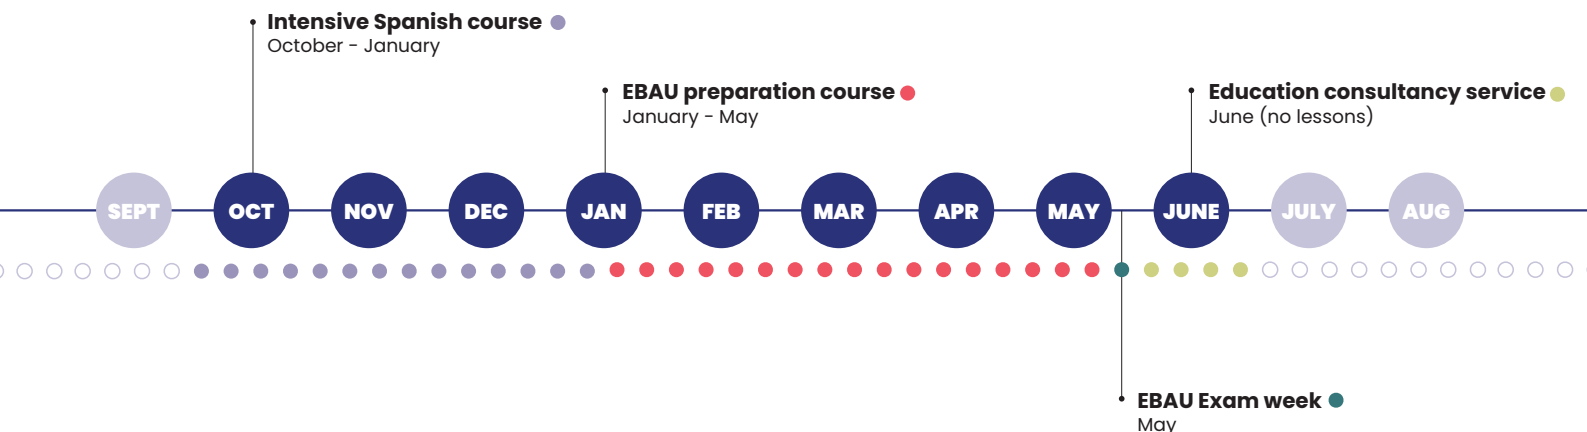 Intensive Spanish course
October - January
EBAU preparation course
January - May
Education consultancy service
June (no lessons)
SEPT OCT NOV DEC JAN FEB MAR APR MAY JUNE JULY AUG
EBAU Exam week
May